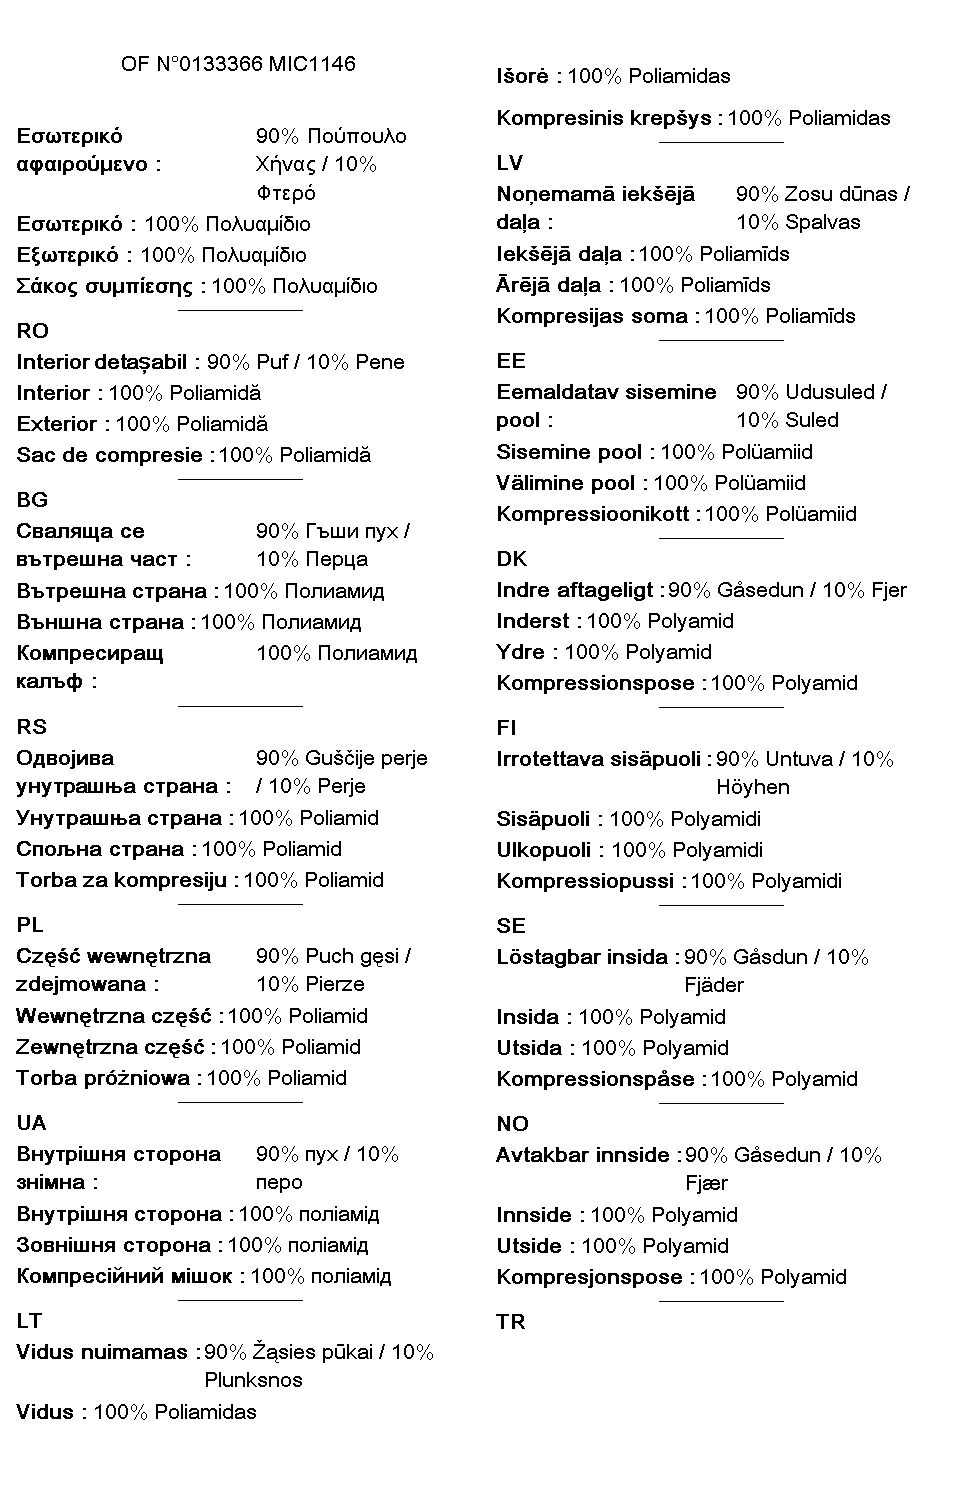 OF N°0133366 MIC1146
Εσωτερικό 90% Πούπουλο
αφαιρούμενο : Χήνας / 10%
Φτερό
Εσωτερικό : 100% Πολυαμίδιο
Εξωτερικό : 100% Πολυαμίδιο
Σάκος συμπίεσης : 100% Πολυαμίδιο
RO
Interior detașabil : 90% Puf / 10% Pene
Interior : 100% Poliamidă
Exterior : 100% Poliamidă
Sac de compresie : 100% Poliamidă
BG
Сваляща се 90% Гъши пух /
вътрешна част : 10% Перца
Вътрешна страна : 100% Полиамид
Външна страна : 100% Полиамид
Компресиращ 100% Полиамид
калъф :
RS
Одвојива 90% Guščije perje
унутрашња страна : / 10% Perje
Унутрашња страна : 100% Poliamid
Спољна страна : 100% Poliamid
Torba za kompresiju : 100% Poliamid
PL
Część wewnętrzna 90% Puch gęsi /
zdejmowana : 10% Pierze
Wewnętrzna część : 100% Poliamid
Zewnętrzna część : 100% Poliamid
Torba próżniowa : 100% Poliamid
UA
Внутрішня сторона 90% пух / 10%
знімна : перо
Внутрішня сторона : 100% поліамід
Зовнішня сторона : 100% поліамід
Компресійний мішок : 100% поліамід
LT
Vidus nuimamas : 90% Žąsies pūkai / 10%
Plunksnos
Vidus : 100% Poliamidas
Išorė : 100% Poliamidas
Kompresinis krepšys : 100% Poliamidas
LV
Noņemamā iekšējā 90% Zosu dūnas /
daļa : 10% Spalvas
Iekšējā daļa : 100% Poliamīds
Ārējā daļa : 100% Poliamīds
Kompresijas soma : 100% Poliamīds
EE
Eemaldatav sisemine 90% Udusuled /
pool : 10% Suled
Sisemine pool : 100% Polüamiid
Välimine pool : 100% Polüamiid
Kompressioonikott : 100% Polüamiid
DK
Indre aftageligt : 90% Gåsedun / 10% Fjer
Inderst : 100% Polyamid
Ydre : 100% Polyamid
Kompressionspose : 100% Polyamid
FI
Irrotettava sisäpuoli : 90% Untuva / 10%
Höyhen
Sisäpuoli : 100% Polyamidi
Ulkopuoli : 100% Polyamidi
Kompressiopussi : 100% Polyamidi
SE
Löstagbar insida : 90% Gåsdun / 10%
Fjäder
Insida : 100% Polyamid
Utsida : 100% Polyamid
Kompressionspåse : 100% Polyamid
NO
Avtakbar innside : 90% Gåsedun / 10%
Fjær
Innside : 100% Polyamid
Utside : 100% Polyamid
Kompresjonspose : 100% Polyamid
TR